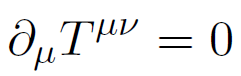 ∂_μ T^{μν} = 0